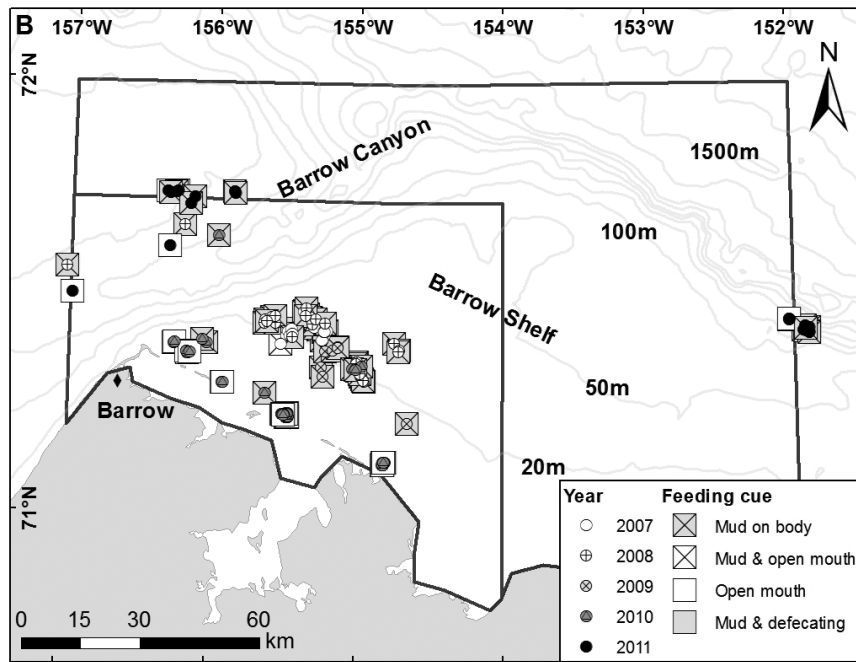 B
157°W 156°W 155°W 154°W 153°W 152°W
72°N
N
Barrow Canyon
1500m
100m
Barrow Shelf
50m
Barrow
20m
71°N
Year Feeding cue
2007 Mud on body
2008 Mud & open mouth
2009 Open mouth
2010 Mud & defecating
2011
0 15 30 60
km